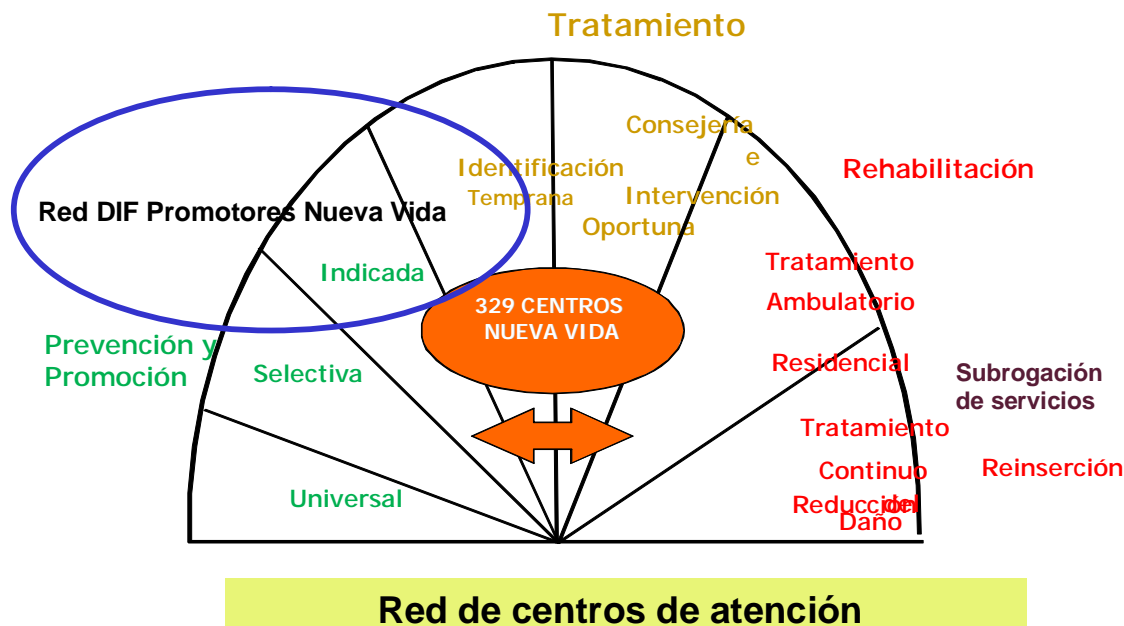 Tratamiento
Consejería
e
Intervención
Oportuna
Identificación
Temprana
Rehabilitación
Red DIF Promotores Nueva Vida
Indicada
Tratamiento
Ambulatorio
329 CENTROS
NUEVA VIDA
Prevención y
Promoción
Selectiva
Residencial
Subrogación
de servicios
Tratamiento
Continuo
Reinserción
Universal
Reducción
del
Daño
Red de centros de atención